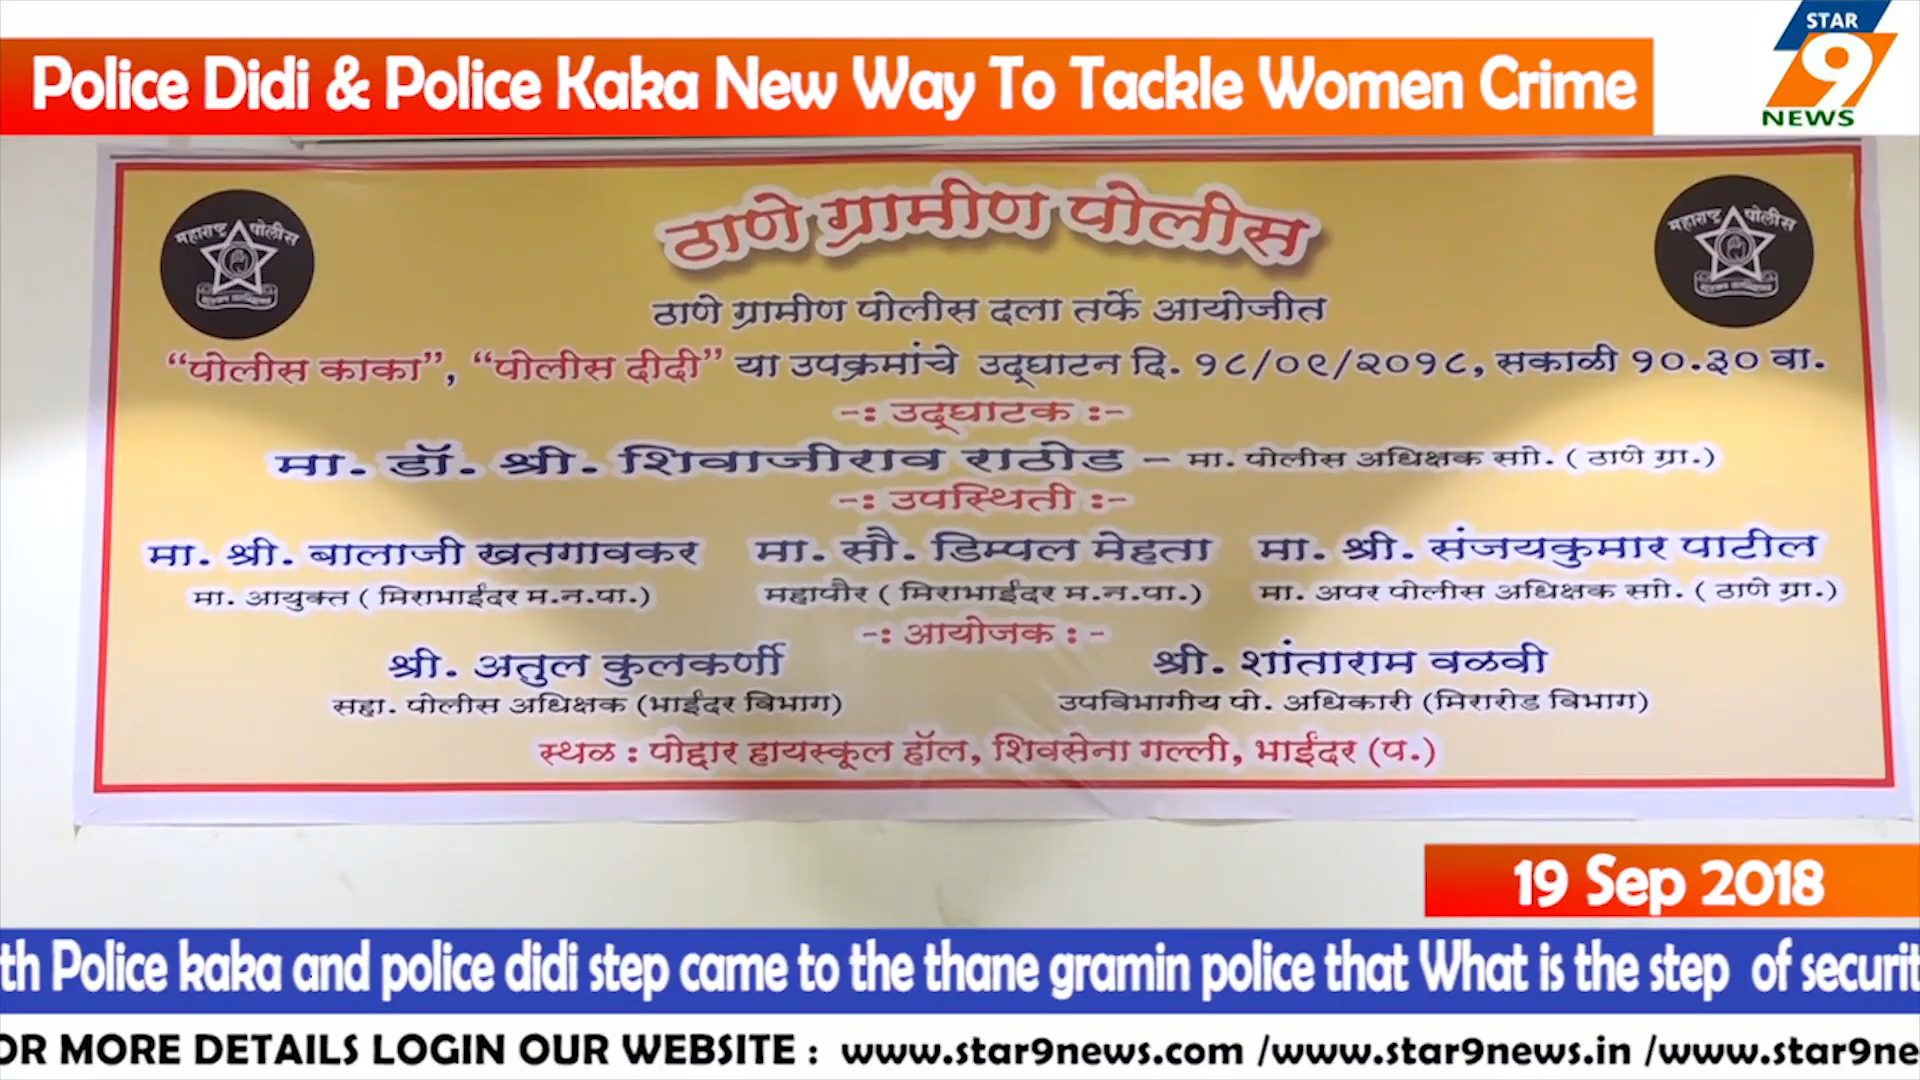 STAR
9
NEWS
Police Didi & Police Kaka New Way To Tackle Women Crime
महाराष्ट्र पोलीस
महाराष्ट्र पोलीस
ठाणे ग्रामीण पोलीस
ठाणे ग्रामीण पोलीस दला तर्फे आयोजीत
“पोलीस काका”, “पोलीस दीदी” या उपक्रमांचे उद्घाटन दि. १८/०९/२०१८, सकाळी १०.३० वा.
-: उद्घाटक :-
मा. डॉ. श्री. शिवाजीराव राठोड – मा. पोलीस अधिक्षक सााे. ( ठाणे ग्रा.)
-: उपस्थिती :-
मा. श्री. बालाजी खतगावकर मा. सौ. डिम्पल मेहता मा. श्री. संजयकुमार पाटील
मा. आयुक्त ( मिराभाईंदर म.न.पा.) महापौर ( मिराभाईंदर म.न.पा.) मा. अपर पोलीस अधिक्षक सााे. ( ठाणे ग्रा.)
-: आयोजक : -
श्री. अतुल कुलकर्णी श्री. शांताराम वळवी
सहा. पोलीस अधिक्षक (भाईंदर विभाग) उपविभागीय पो. अधिकारी (मिरारोड विभाग)
स्थळ : पोद्दार हायस्कूल हॉल, शिवसेना गल्ली, भाईंदर (प.)
19 Sep 2018
th Police kaka and police didi step came to the thane gramin police that What is the step of securit
OR MORE DETAILS LOGIN OUR WEBSITE : www.star9news.com /www.star9news.in /www.star9ne